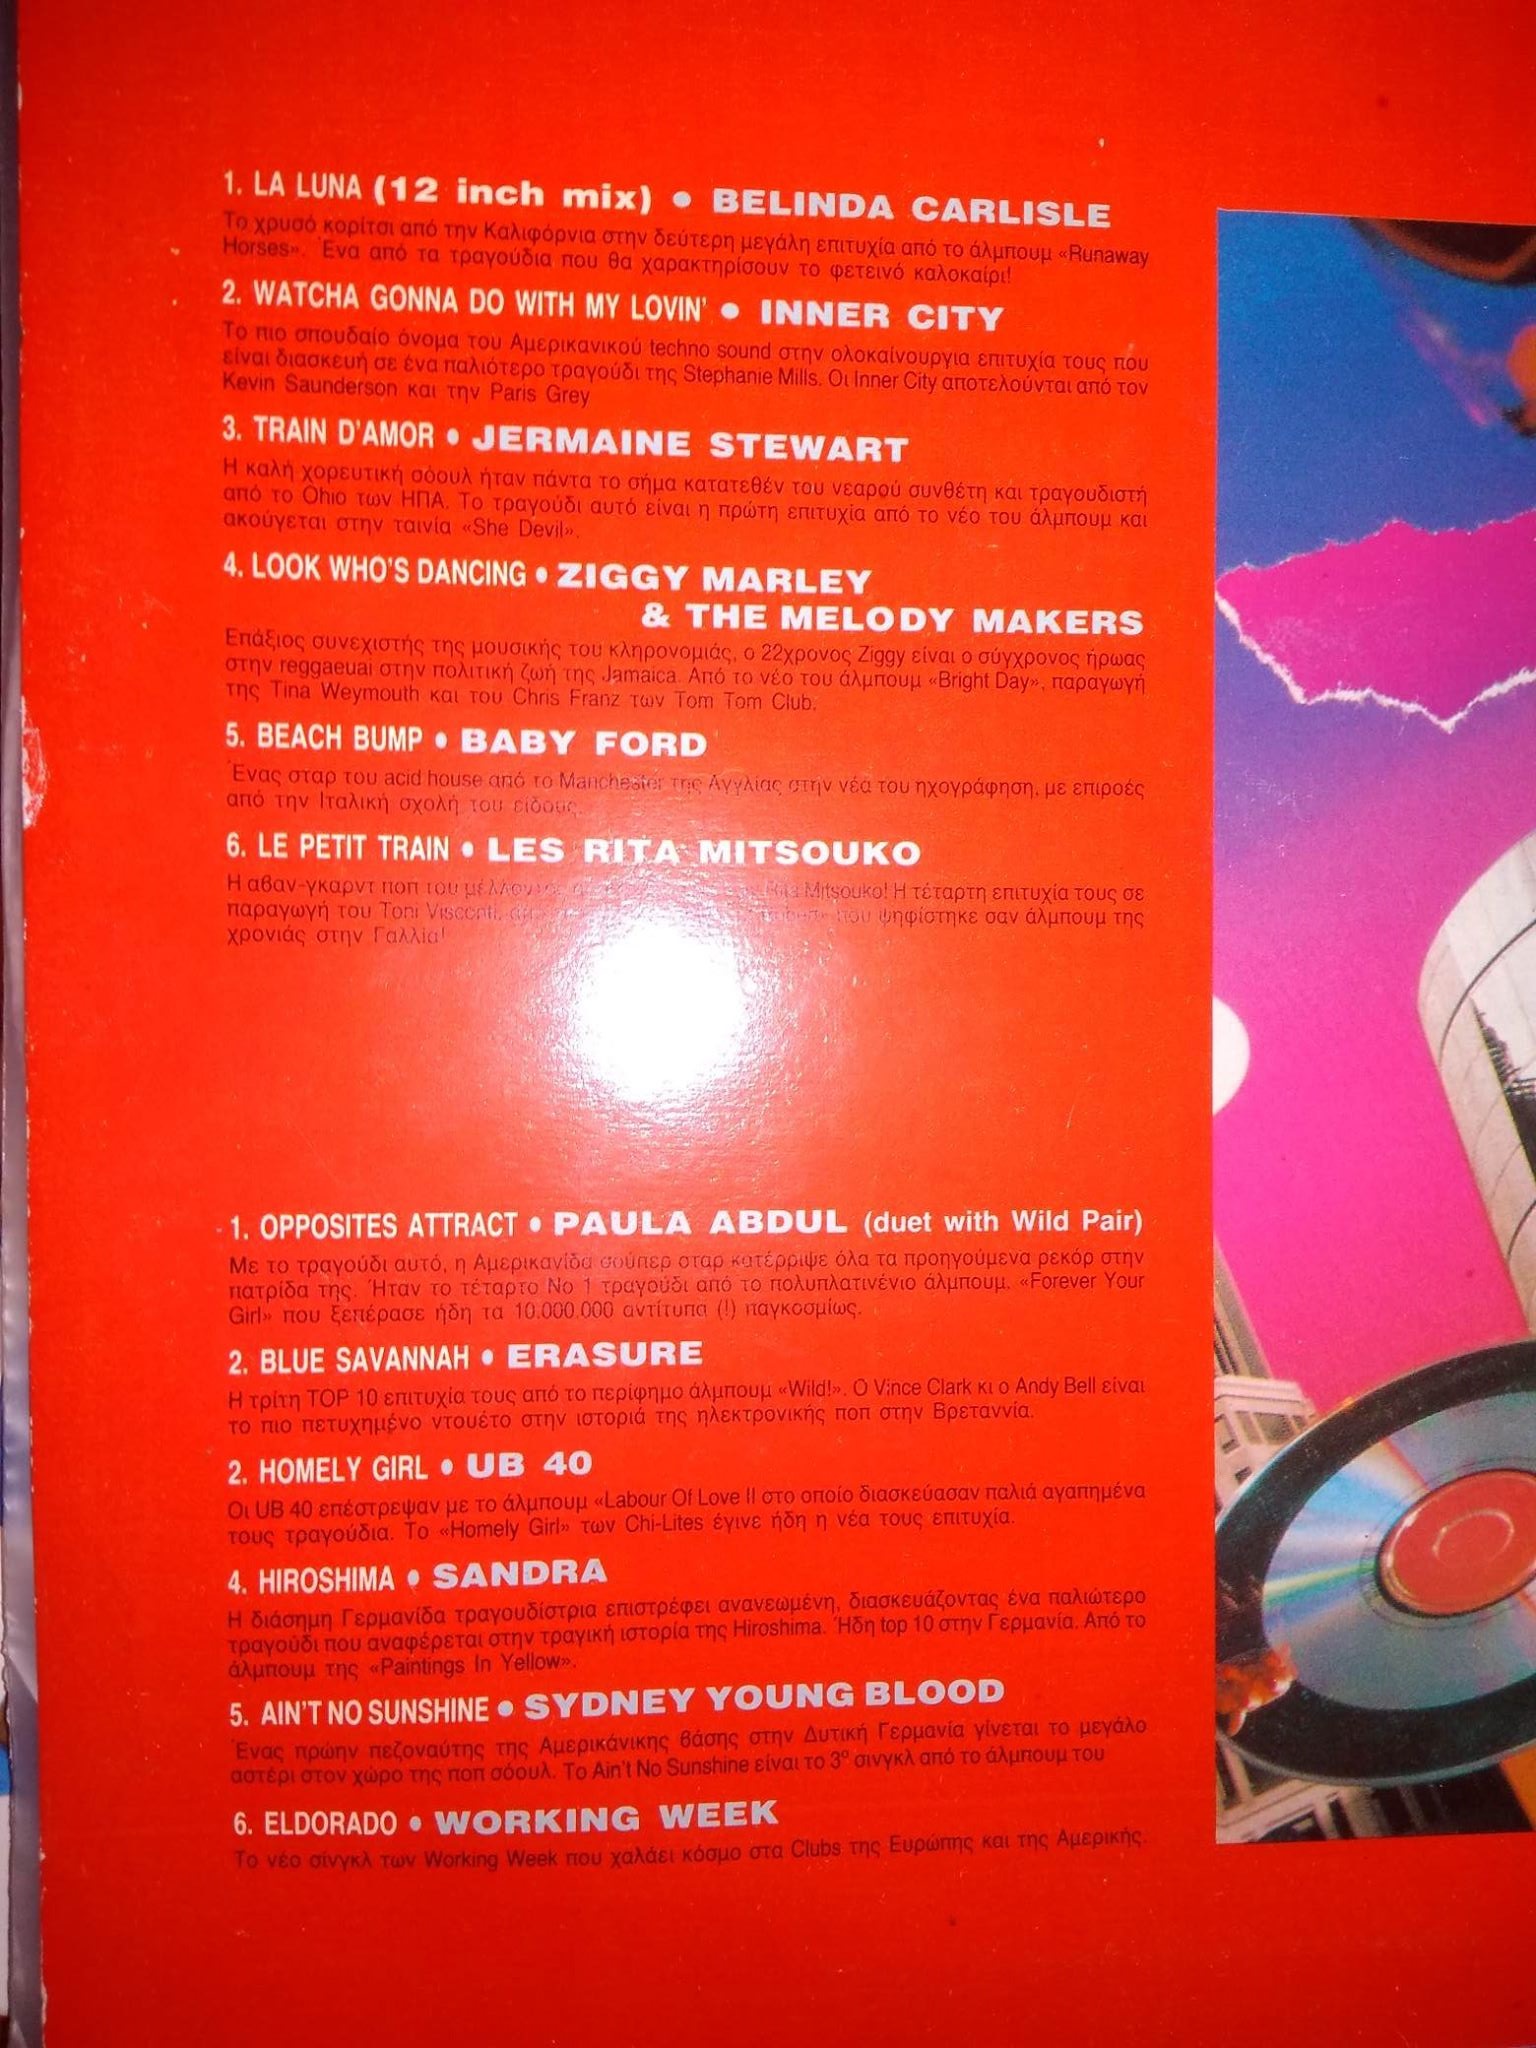 1. LA LUNA (12 inch mix) • BELINDA CARLISLE
Το χρυσό κορίτσι από την Καλιφόρνια στην δεύτερη μεγάλη επιτυχία από το άλμπουμ «Runaway
Horses». Ένα από τα τραγούδια που θα χαρακτηρίσουν το φετεινό καλοκαίρι!
2. WATCHA GONNA DO WITH MY LOVIN' • INNER CITY
Το πιο σπουδαίο όνομα του Αμερικανικού techno sound στην ολοκαίνουργια επιτυχία τους που
είναι διασκευή σε ένα παλιότερο τραγούδι της Stephanie Mills. Οι Inner City αποτελούνται από τον
Kevin Saunderson και την Paris Grey
3. TRAIN D'AMOR • JERMAINE STEWART
Η καλή χορευτική σόουλ ήταν πάντα το σήμα κατατεθέν του νεαρού συνθέτη και τραγουδιστή
από το Ohio των ΗΠΑ. Το τραγούδι αυτό είναι η πρώτη επιτυχία από το νέο του άλμπουμ και
ακούγεται στην ταινία «She Devil».
4. LOOK WHO'S DANCING • ZIGGY MARLEY
& THE MELODY MAKERS
Επάξιος συνεχιστής της μουσικής του κληρονομιάς, ο 22χρονος Ziggy είναι ο σύγχρονος ήρωας
στην reggaeuai στην πολιτική ζωή της Jamaica. Από το νέο του άλμπουμ «Bright Day», παραγωγή
της Tina Weymouth και του Chris Franz των Tom Tom Club.
5. BEACH BUMP • BABY FORD
Ένας σταρ του acid house από το Manchester της Αγγλίας στην νέα του ηχογράφηση, με επιροές
από την Ιταλική σχολή του είδους.
6. LE PETIT TRAIN • LES RITA MITSOUKO
Η αβαν-γκαρντ ποπ του μέλλοντος Rita Mitsouko! Η τέταρτη επιτυχία τους σε
παραγωγή του Toni Visconti, που ψηφίστηκε σαν άλμπουμ της
χρονιάς στην Γαλλία!
1. OPPOSITES ATTRACT • PAULA ABDUL (duet with Wild Pair)
Με το τραγούδι αυτό, η Αμερικανίδα σούπερ σταρ κατέρριψε όλα τα προηγούμενα ρεκόρ στην
πατρίδα της. Ήταν το τέταρτο Νο 1 τραγούδι από το πολυπλατινένιο άλμπουμ, «Forever Your
Girl» που ξεπέρασε ήδη τα 10.000.000 αντίτυπα (!) παγκοσμίως.
2. BLUE SAVANNAH • ERASURE
Η τρίτη TOP 10 επιτυχία τους από το περίφημο άλμπουμ «Wild!». Ο Vince Clark κι ο Andy Bell είναι
το πιο πετυχημένο ντουέτο στην ιστοριά της ηλεκτρονικής ποπ στην Βρεταννία.
2. HOMELY GIRL • UB 40
Οι UB 40 επέστρεψαν με το άλμπουμ «Labour Of Love II στο οποίο διασκεύασαν παλιά αγαπημένα
τους τραγούδια. Το «Homely Girl» των Chi-Lites έγινε ήδη η νέα τους επιτυχία.
4. HIROSHIMA • SANDRA
Η διάσημη Γερμανίδα τραγουδίστρια επιστρέφει ανανεωμένη, διασκευάζοντας ένα παλιώτερο
τραγούδι που αναφέρεται στην τραγική ιστορία της Hiroshima. Ήδη top 10 στην Γερμανία. Από το
άλμπουμ της «Paintings In Yellow».
5. AIN'T NO SUNSHINE • SYDNEY YOUNG BLOOD
Ένας πρώην πεζοναύτης της Αμερικάνικης βάσης στην Δυτική Γερμανία γίνεται το μεγάλο
αστέρι στον χώρο της ποπ σόουλ. Το Ain't No Sunshine είναι το 3º σινγκλ από το άλμπουμ του
6. ELDORADO • WORKING WEEK
Το νέο σίνγκλ των Working Week που χαλάει κόσμο στα Clubs της Ευρώπης και της Αμερικής.